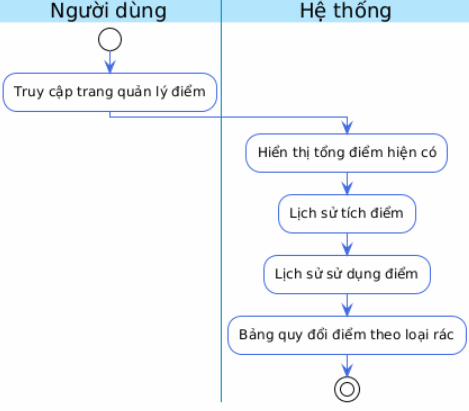 Người dùng
Hệ thống
Truy cập trang quản lý điểm
Hiển thị tổng điểm hiện có
Lịch sử tích điểm
Lịch sử sử dụng điểm
Bảng quy đổi điểm theo loại rác